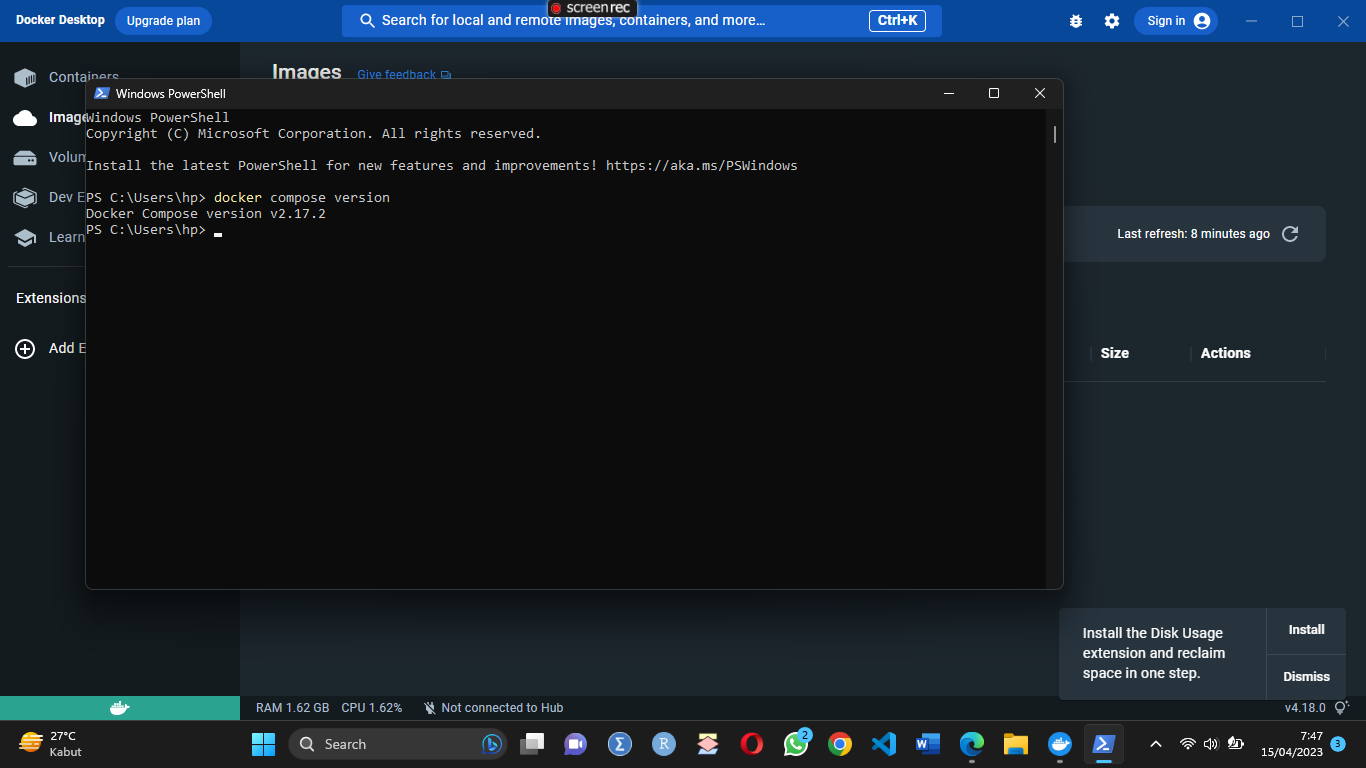 screenrec
Docker Desktop
Upgrade plan
Search for local and remote images, containers, and more...
Ctrl+K
Sign in
Containers
Images
Give feedback
Windows PowerShell
Image
Volum
Dev E
Learn
Extensions
Add E
Windows PowerShell
Copyright (C) Microsoft Corporation. All rights reserved.
Install the latest PowerShell for new features and improvements! https://aka.ms/PSWindows
PS C:\Users\hp> docker compose version
Docker Compose version v2.17.2
PS C:\Users\hp>
Last refresh: 8 minutes ago
Size
Actions
Install the Disk Usage
extension and reclaim
space in one step.
Install
Dismiss
RAM 1.62 GB
CPU 1.62%
Not connected to Hub
v4.18.0
27°C
Kabut
Search
2
7:47
15/04/2023
3